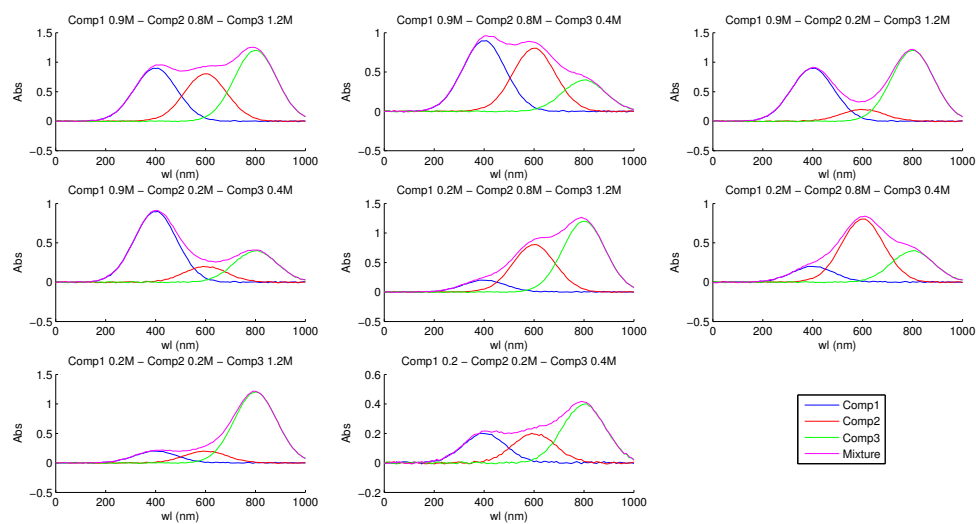 Comp1 0.9M − Comp2 0.8M − Comp3 1.2M
1.5
1
0.5
0
−0.5
Abs
0 200 400 600 800 1000
wl (nm)
Comp1 0.9M − Comp2 0.8M − Comp3 0.4M
1
0.5
0
−0.5
Abs
0 200 400 600 800 1000
wl (nm)
Comp1 0.9M − Comp2 0.2M − Comp3 1.2M
1.5
1
0.5
0
−0.5
Abs
0 200 400 600 800 1000
wl (nm)
Comp1 0.9M − Comp2 0.2M − Comp3 0.4M
1
0.5
0
−0.5
Abs
0 200 400 600 800 1000
wl (nm)
Comp1 0.2M − Comp2 0.8M − Comp3 1.2M
1.5
1
0.5
0
−0.5
Abs
0 200 400 600 800 1000
wl (nm)
Comp1 0.2M − Comp2 0.8M − Comp3 0.4M
1
0.5
0
−0.5
Abs
0 200 400 600 800 1000
wl (nm)
Comp1 0.2M − Comp2 0.2M − Comp3 1.2M
1.5
1
0.5
0
−0.5
Abs
0 200 400 600 800 1000
wl (nm)
Comp1 0.2 − Comp2 0.2M − Comp3 0.4M
0.6
0.4
0.2
0
−0.2
Abs
0 200 400 600 800 1000
wl (nm)
Comp1
Comp2
Comp3
Mixture